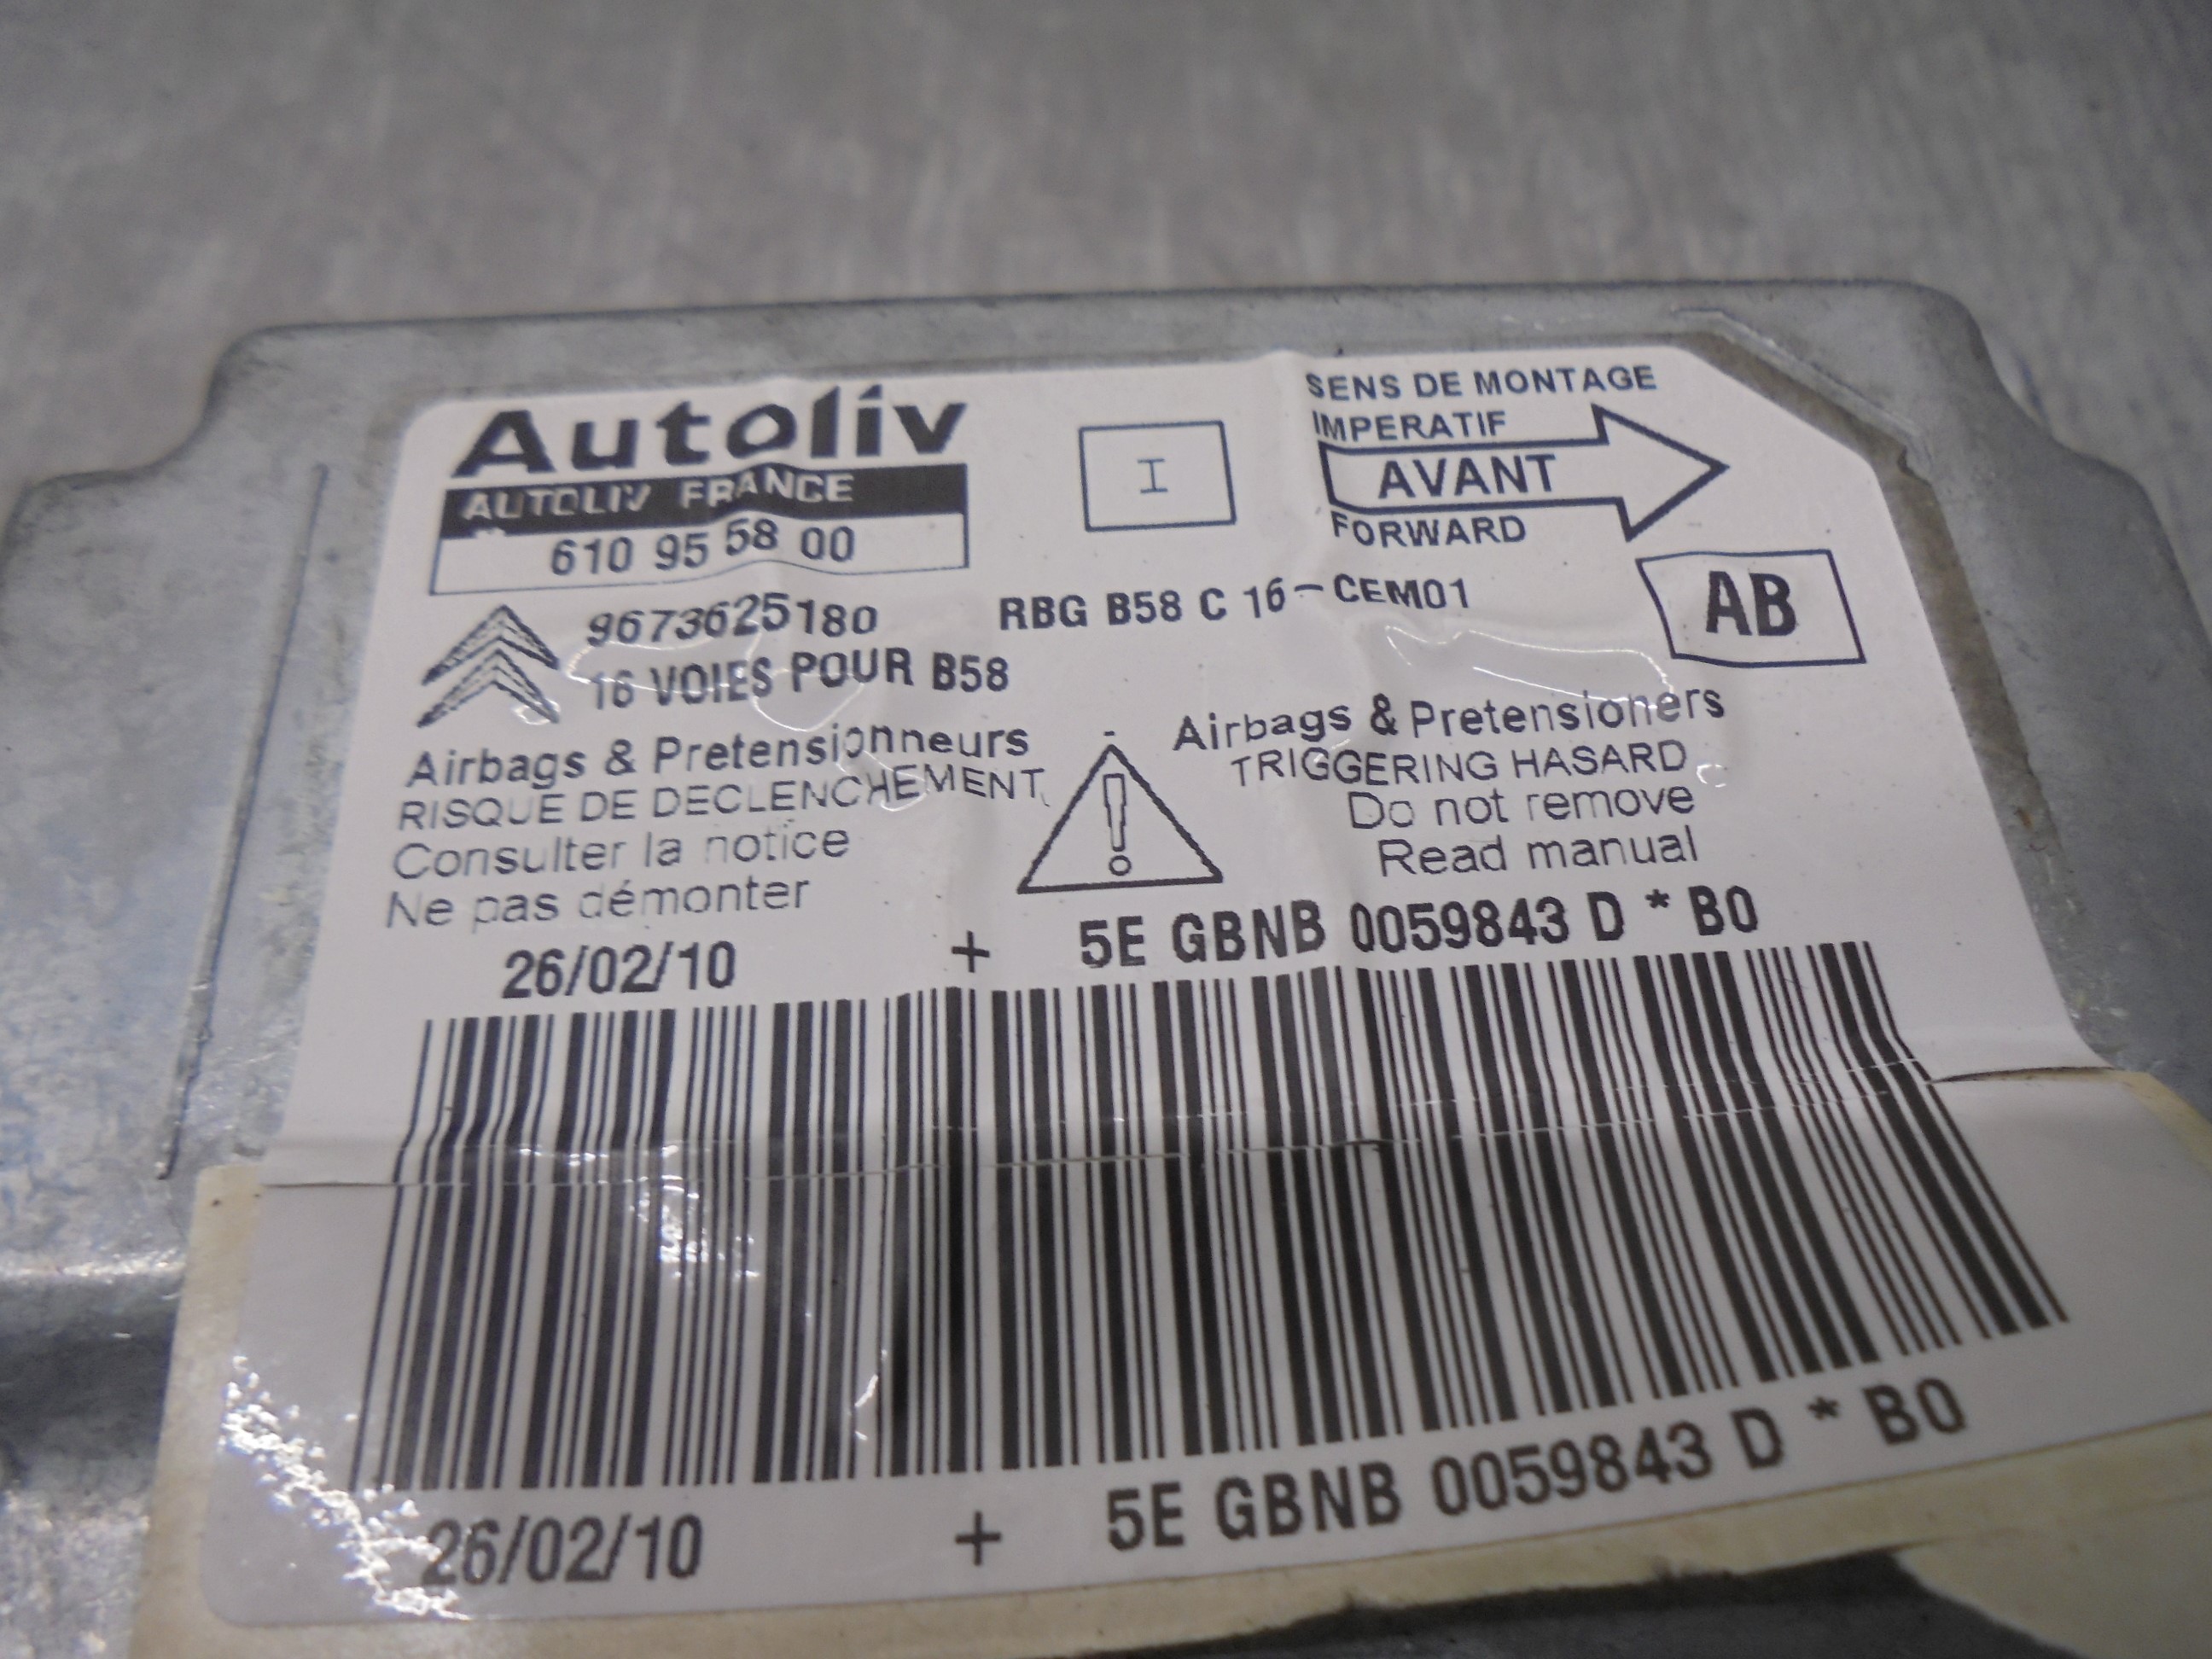 Autoliv
AUTOLIV FRANCE
610 95 58 00
I
SENS DE MONTAGE
IMPERATIF
AVANT
FORWARD
AB
9673625180
RBG B58 C 16-CEM01
16 VOIES POUR B58
Airbags & Pretensionneurs
RISQUE DE DECLENCHEMENT
Consulter la notice
Ne pas démonter
Airbags & Pretensioners
TRIGGERING HASARD
Do not remove
Read manual
26/02/10 + 5E GBNB 0059843 D * B0
26/02/10 + 5E GBNB 0059843 D * B0